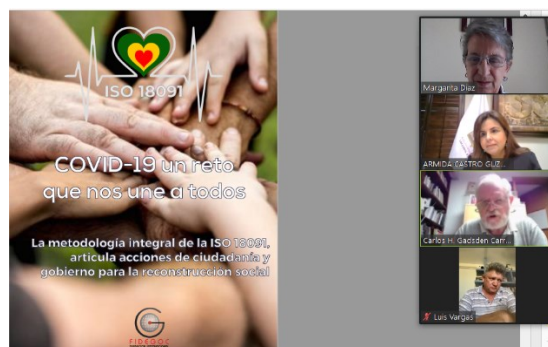 ISO 18091
COVID-19 un reto
que nos une a todos
La metodología integral de la ISO 18091,
articula acciones de ciudadanía y
gobierno para la reconstrucción social
FIDEGOC
Margarita Díaz
ARMIDA CASTRO GUZ...
Carlos H. Gadsden Carr...
Luis Vargas